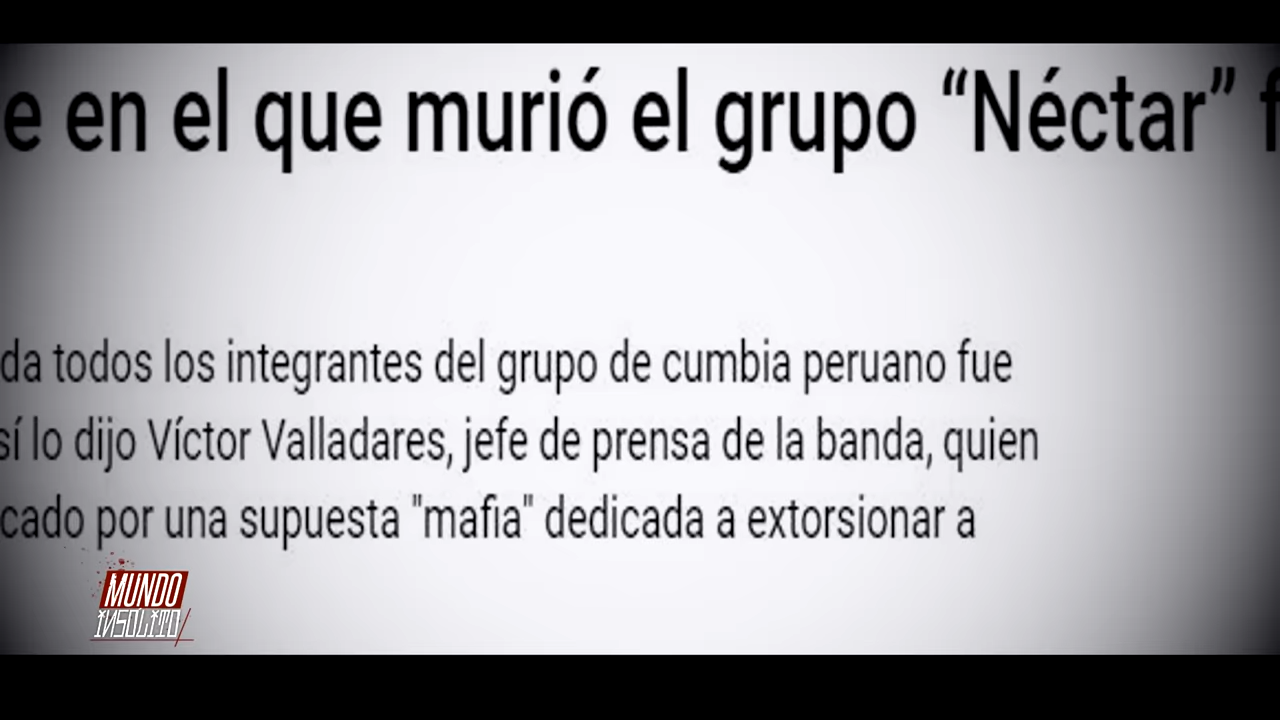 e en el que murió el grupo “Néctar” f
da todos los integrantes del grupo de cumbia peruano fue
sí lo dijo Víctor Valladares, jefe de prensa de la banda, quien
cado por una supuesta "mafia" dedicada a extorsionar a
MUNDO
INSÓLITO